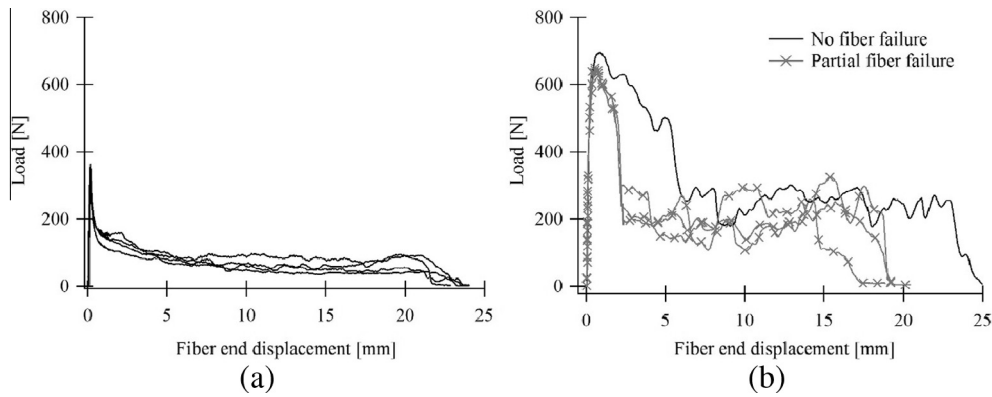 800
600
400
200
0
Load [N]
0 5 10 15 20 25
Fiber end displacement [mm]
(a)
800
600
400
200
0
Load [N]
No fiber failure
Partial fiber failure
0 5 10 15 20 25
Fiber end displacement [mm]
(b)